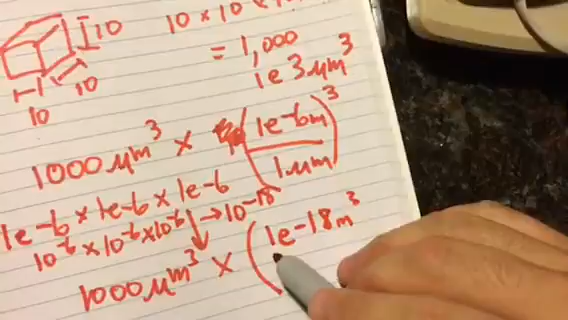 10
10
10
10 × 10
= 1,000
1e3 µm³
1000 µm³ × (1e-6m / 1µm)³
1e-6 × 1e-6 × 1e-6
10⁻⁶ × 10⁻⁶ × 10⁻⁶ → 10⁻¹⁸
1000 µm³ × (1e-18m³